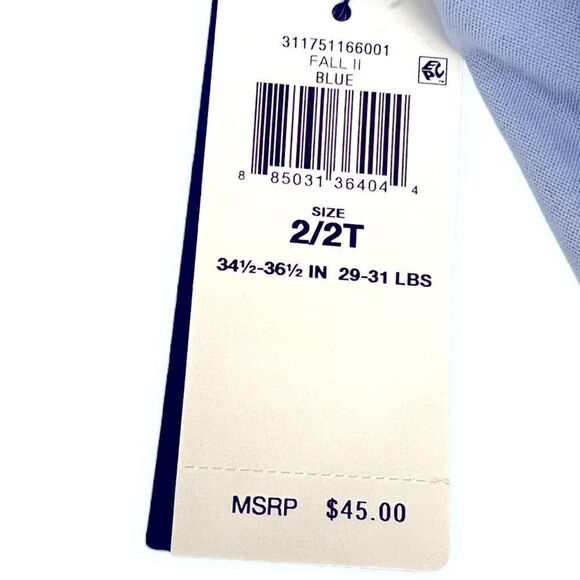 311751166001
FALL II
BLUE
8 85031 36404 4
SIZE
2/2T
34½-36½ IN 29-31 LBS
MSRP $45.00